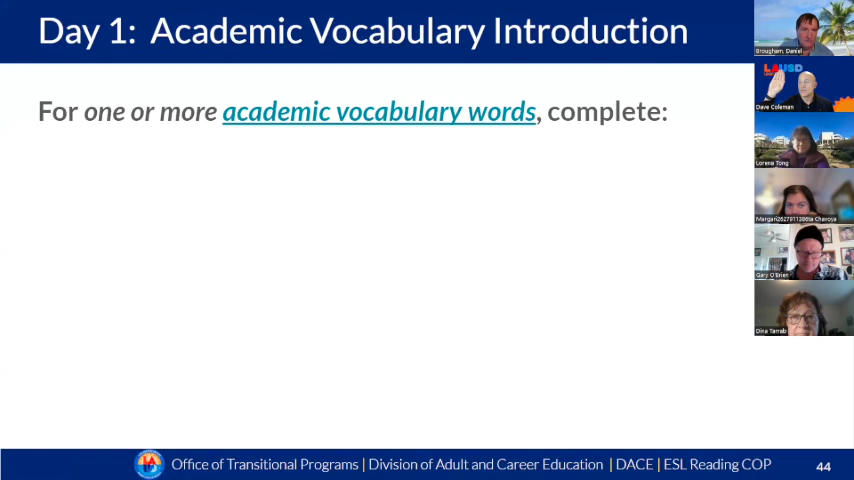 Day 1: Academic Vocabulary Introduction
For one or more academic vocabulary words, complete:
Brougham, Daniel
LAUSD
Dave Coleman
Lorena Tong
Gary O'Brien
Dina Tarrab
Office of Transitional Programs | Division of Adult and Career Education | DACE | ESL Reading COP
44